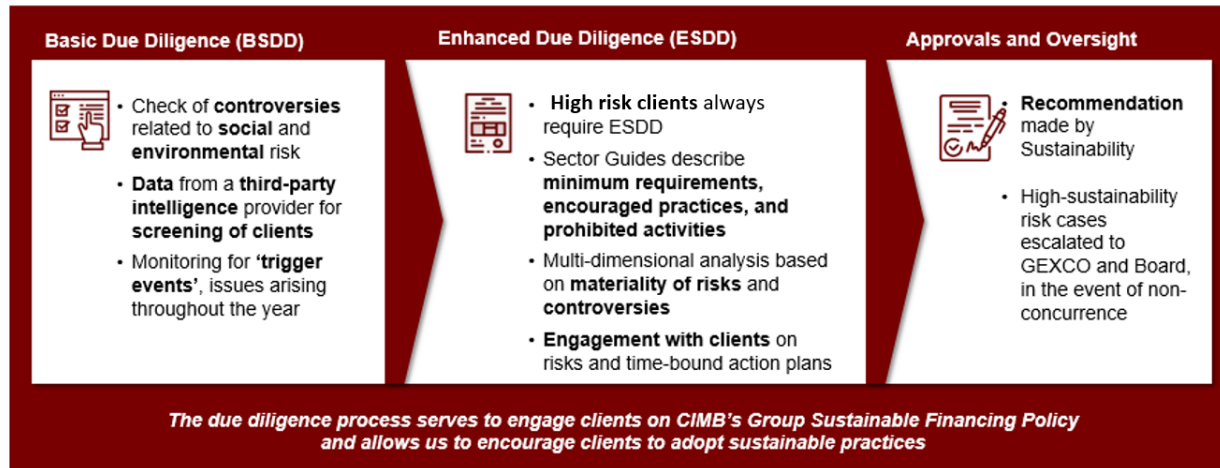 Basic Due Diligence (BSDD)
• Check of controversies
related to social and
environmental risk
• Data from a third-party
intelligence provider for
screening of clients
• Monitoring for ‘trigger
events’, issues arising
throughout the year
Enhanced Due Diligence (ESDD)
• High risk clients always
require ESDD
• Sector Guides describe
minimum requirements,
encouraged practices, and
prohibited activities
• Multi-dimensional analysis based
on materiality of risks and
controversies
• Engagement with clients on
risks and time-bound action plans
Approvals and Oversight
• Recommendation
made by
Sustainability
• High-sustainability
risk cases
escalated to
GEXCO and Board,
in the event of non-
concurrence
The due diligence process serves to engage clients on CIMB’s Group Sustainable Financing Policy
and allows us to encourage clients to adopt sustainable practices